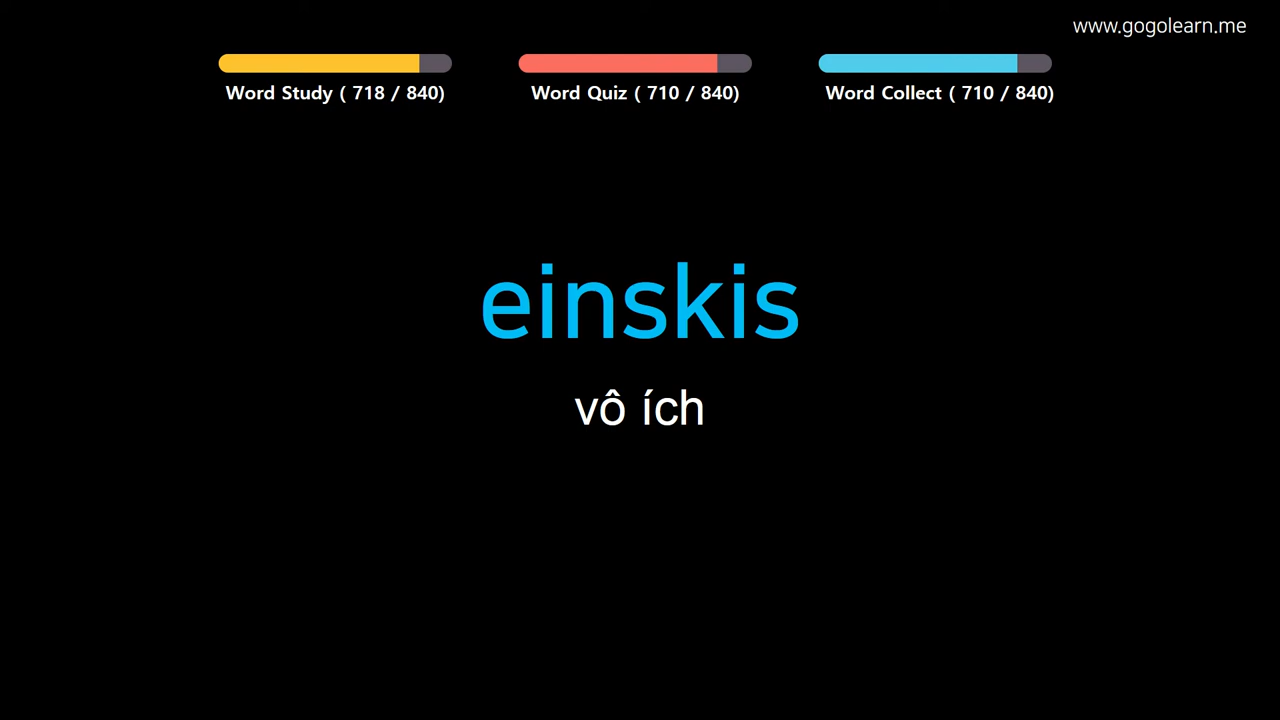 www.gogolearn.me
Word Study ( 718 / 840)
Word Quiz ( 710 / 840)
Word Collect ( 710 / 840)
einskis
vô ích